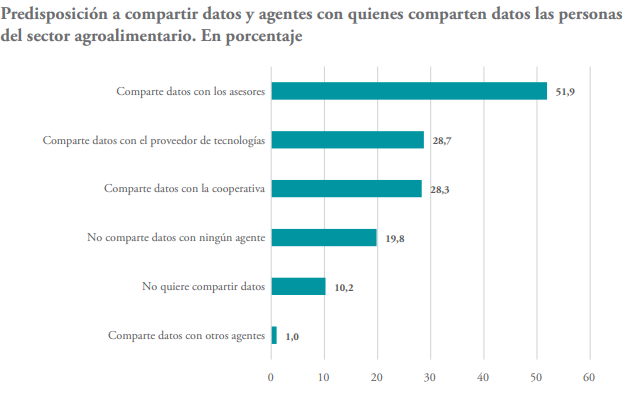 Predisposición a compartir datos y agentes con quienes comparten datos las personas
del sector agroalimentario. En porcentaje
Comparte datos con los asesores 51,9
Comparte datos con el proveedor de tecnologías 28,7
Comparte datos con la cooperativa 28,3
No comparte datos con ningún agente 19,8
No quiere compartir datos 10,2
Comparte datos con otros agentes 1,0
0 10 20 30 40 50 60